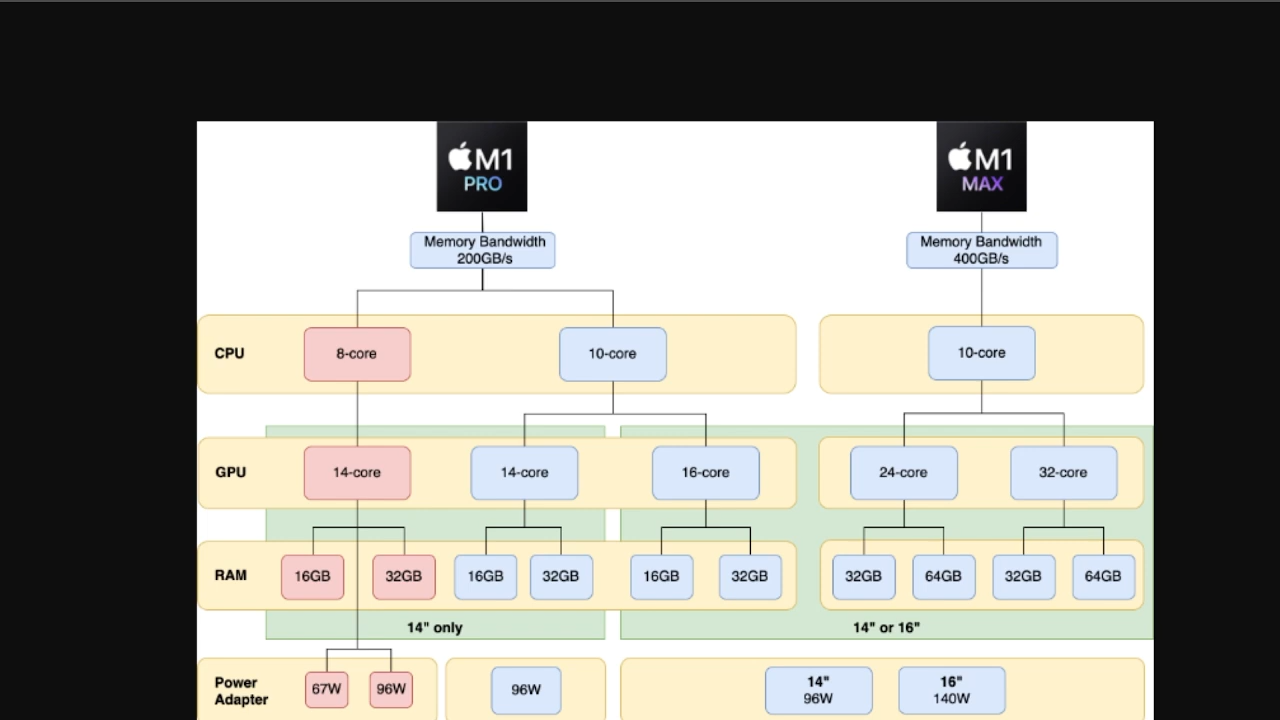 M1
PRO
M1
MAX
Memory Bandwidth
200GB/s
Memory Bandwidth
400GB/s
CPU
8-core
10-core
10-core
GPU
14-core
14-core
16-core
24-core
32-core
RAM
16GB
32GB
16GB
32GB
16GB
32GB
32GB
64GB
32GB
64GB
14" only
14" or 16"
Power
Adapter
67W
96W
96W
14"
96W
16"
140W